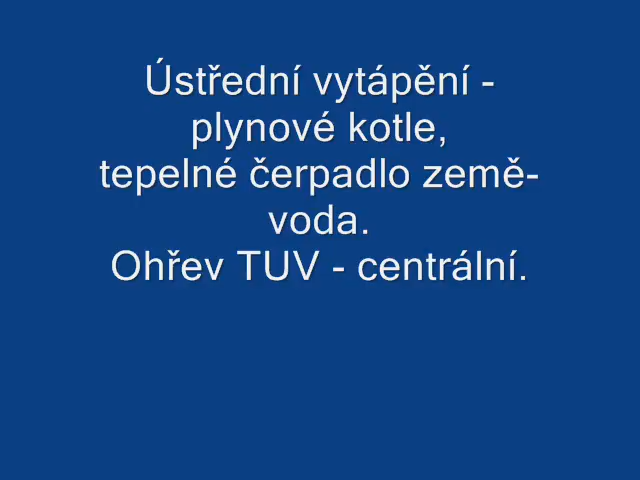 Ústřední vytápění -
plynové kotle,
tepelné čerpadlo země-
voda.
Ohřev TUV - centrální.